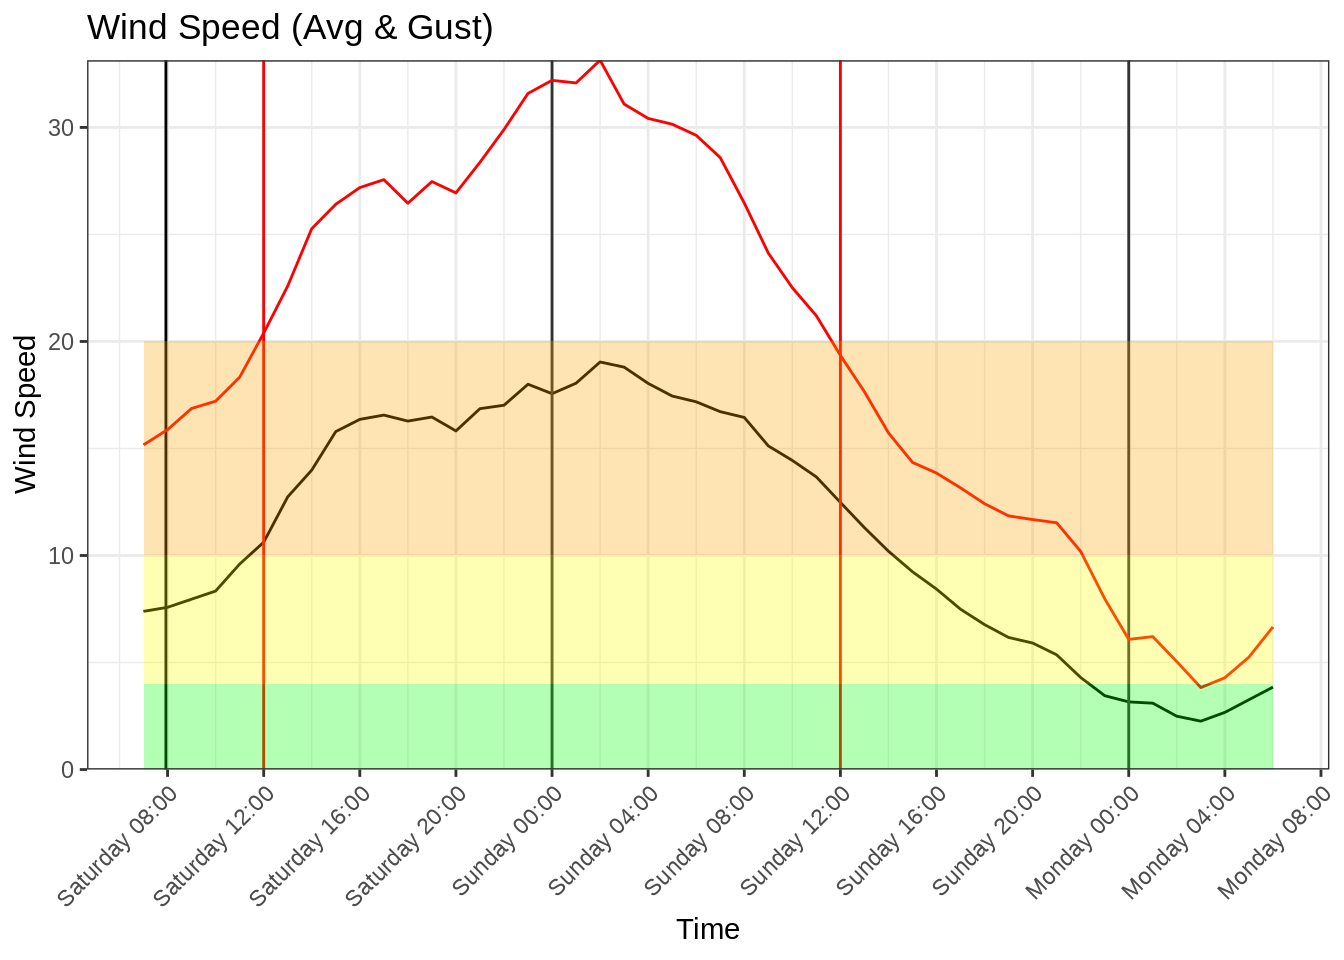 Wind Speed (Avg & Gust)
Wind Speed
30
20
10
0
Saturday 08:00
Saturday 12:00
Saturday 16:00
Saturday 20:00
Sunday 00:00
Sunday 04:00
Sunday 08:00
Sunday 12:00
Sunday 16:00
Sunday 20:00
Monday 00:00
Monday 04:00
Monday 08:00
Time